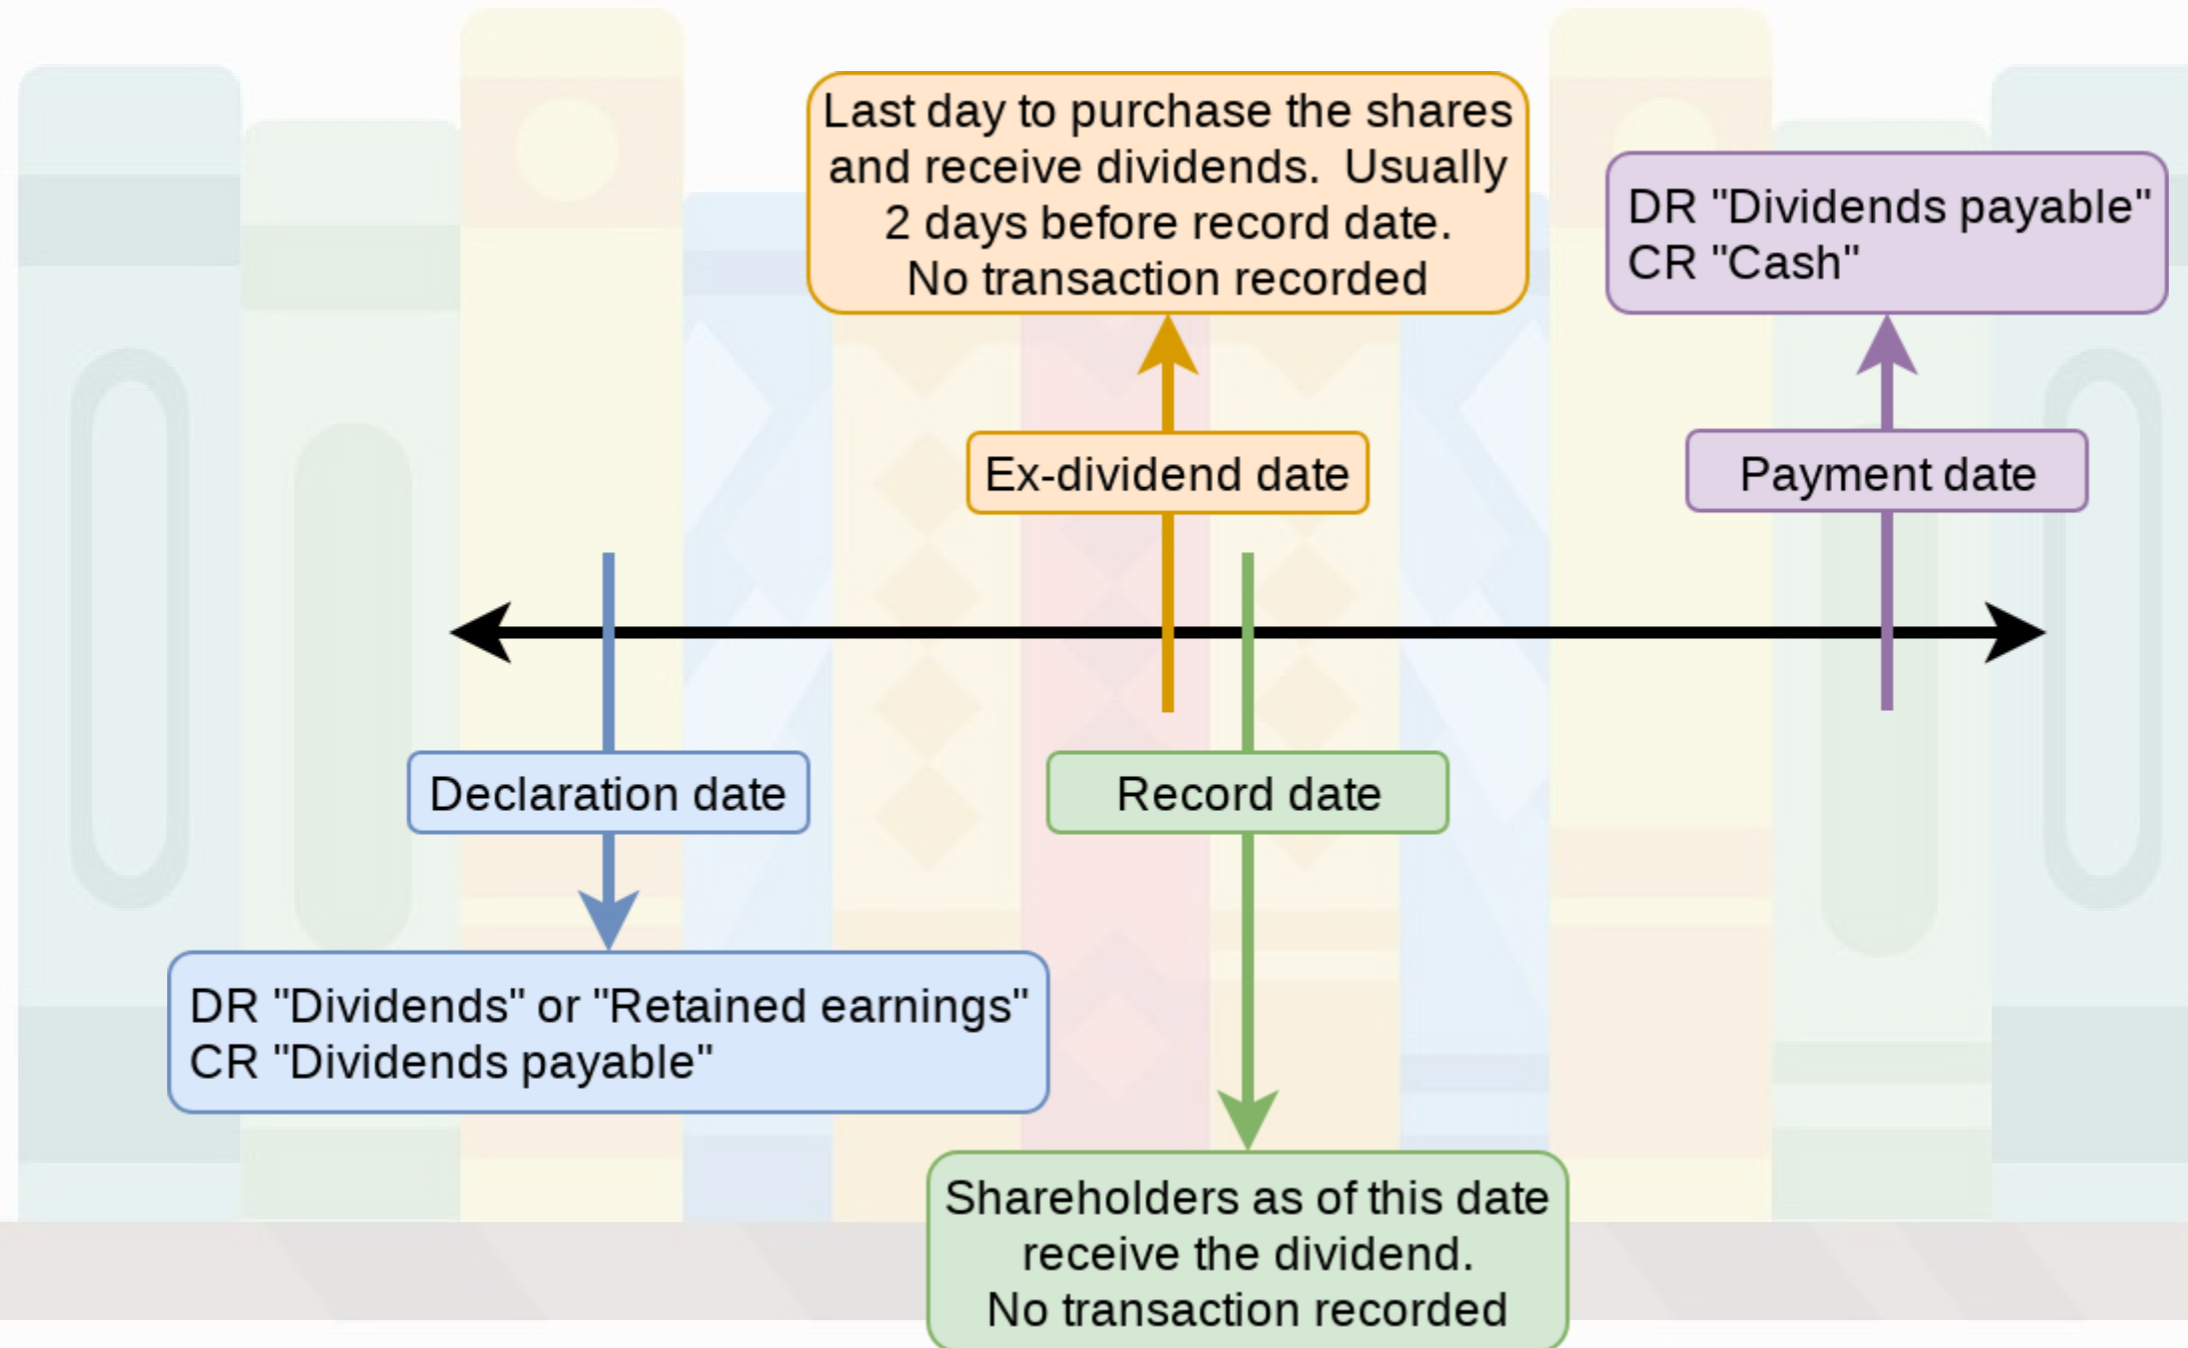 Last day to purchase the shares
and receive dividends.  Usually
2 days before record date.
No transaction recorded
DR "Dividends payable"
CR "Cash"
Ex-dividend date
Payment date
Declaration date
Record date
DR "Dividends" or "Retained earnings"
CR "Dividends payable"
Shareholders as of this date
receive the dividend.
No transaction recorded